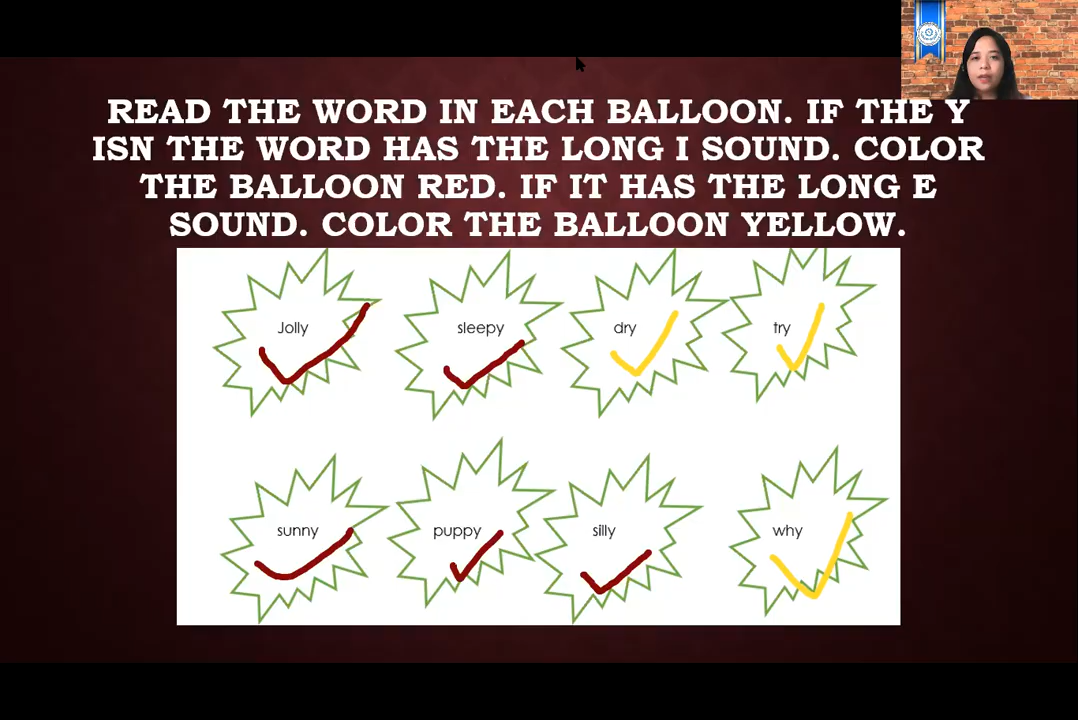 READ THE WORD IN EACH BALLOON. IF THE Y
ISN THE WORD HAS THE LONG I SOUND. COLOR
THE BALLOON RED. IF IT HAS THE LONG E
SOUND. COLOR THE BALLOON YELLOW.
Jolly
sleepy
dry
try
sunny
puppy
silly
why